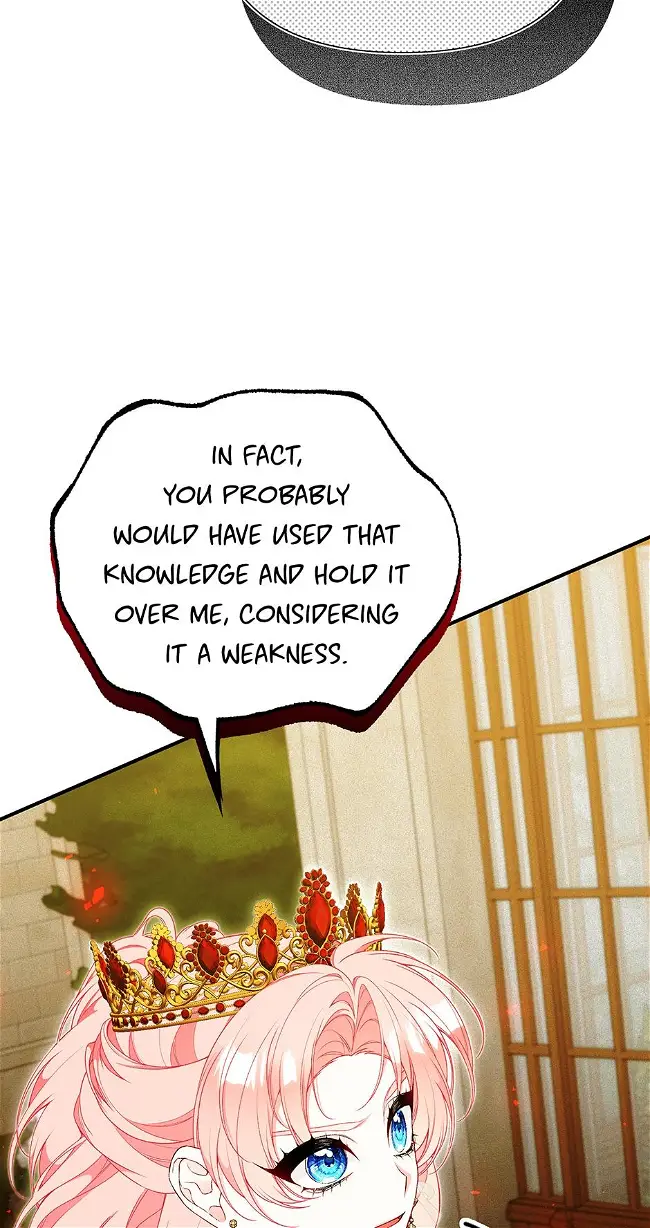 IN FACT,
YOU PROBABLY
WOULD HAVE USED THAT
KNOWLEDGE AND HOLD IT
OVER ME, CONSIDERING
IT A WEAKNESS.